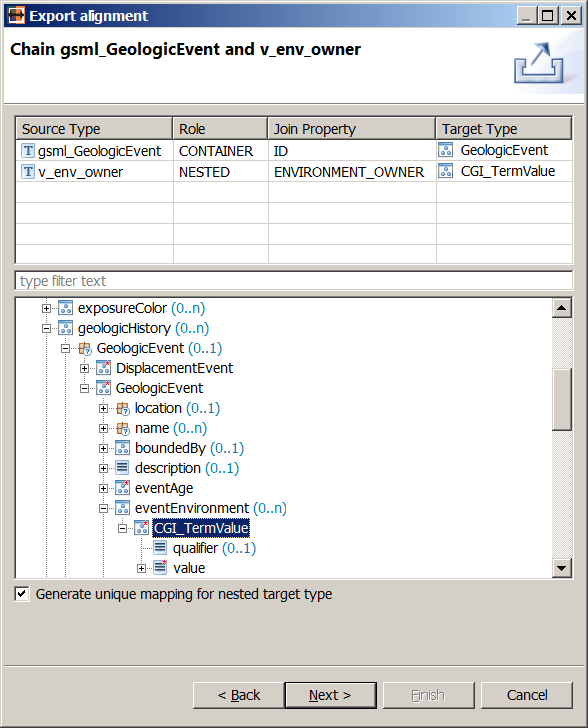 Export alignment
Chain gsml_GeologicEvent and v_env_owner
Source Type Role Join Property Target Type
T gsml_GeologicEvent CONTAINER ID GeologicEvent
T v_env_owner NESTED ENVIRONMENT_OWNER CGI_TermValue
type filter text
exposureColor (0..n)
geologicHistory (0..n)
GeologicEvent (0..1)
DisplacementEvent
GeologicEvent
location (0..1)
name (0..n)
boundedBy (0..1)
description (0..1)
eventAge
eventEnvironment (0..n)
CGI_TermValue
qualifier (0..1)
value
Generate unique mapping for nested target type
< Back Next > Finish Cancel